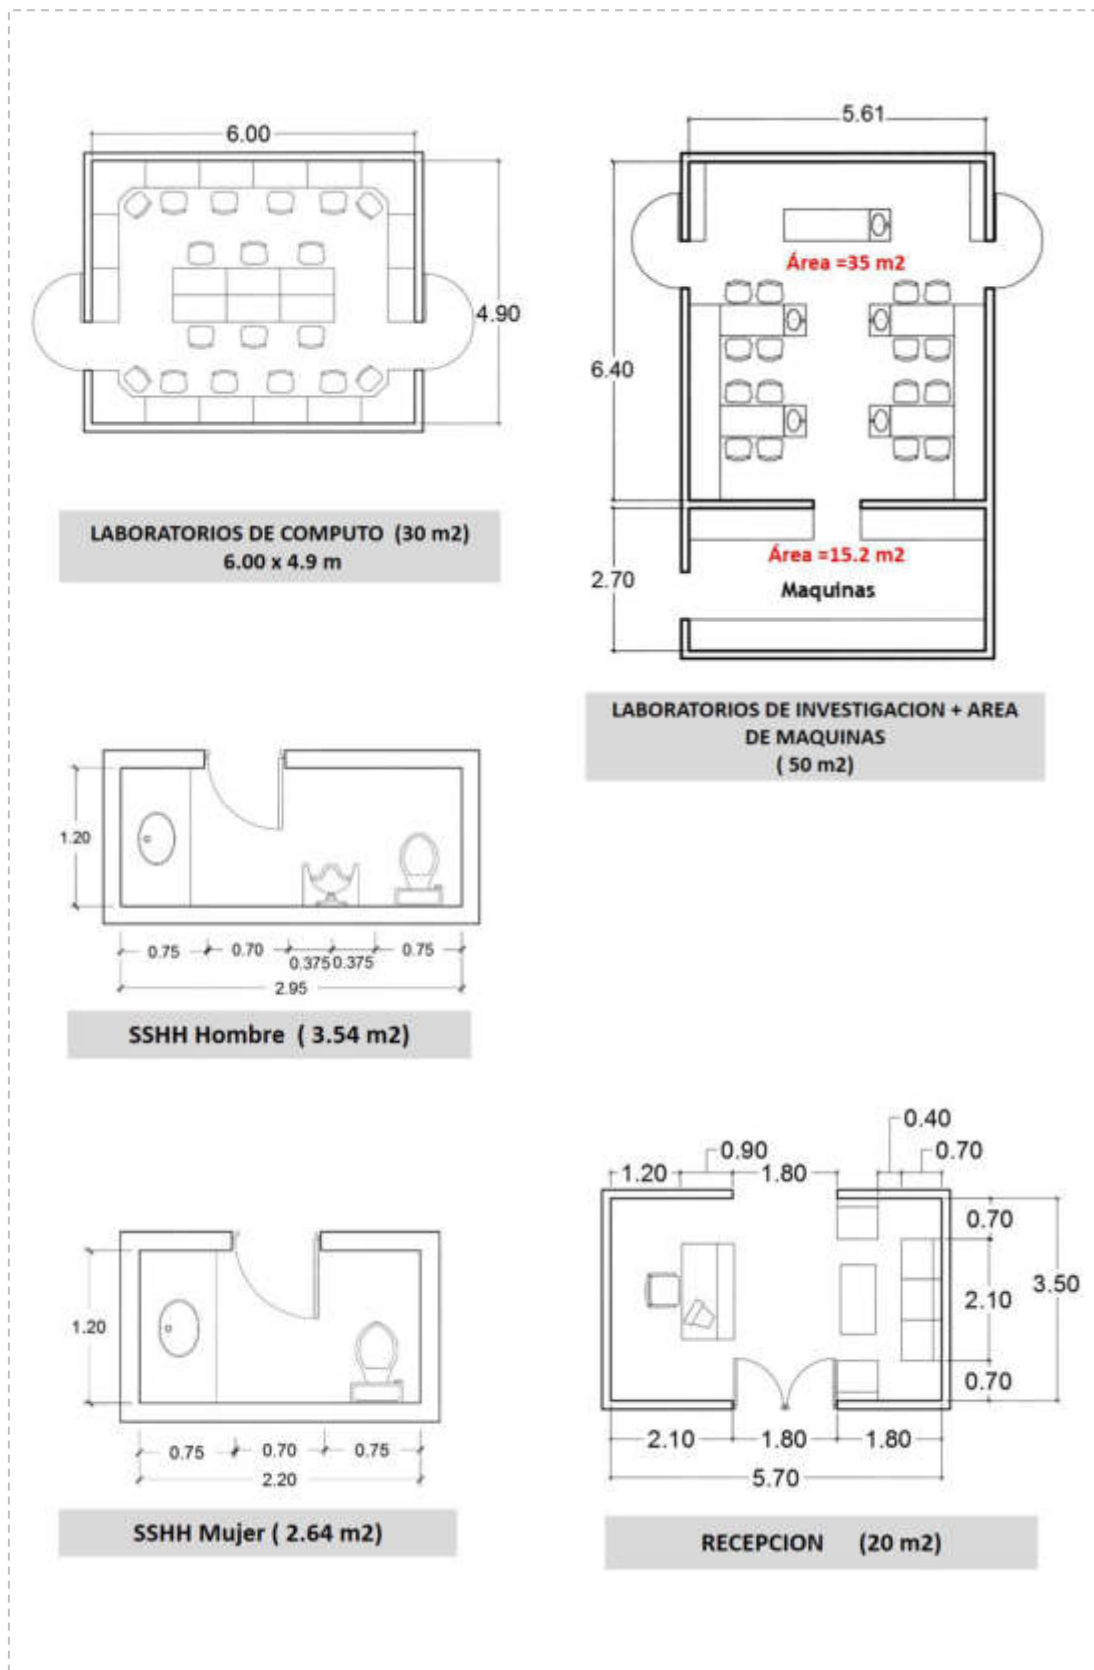 6.00
4.90
LABORATORIOS DE COMPUTO (30 m2)
6.00 x 4.9 m
5.61
Área =35 m2
6.40
Área =15.2 m2
2.70
Maquinas
LABORATORIOS DE INVESTIGACION + AREA
DE MAQUINAS
( 50 m2)
1.20
0.75 0.70 0.375 0.375 0.75
2.95
SSHH Hombre ( 3.54 m2)
1.20
0.75 0.70 0.75
2.20
SSHH Mujer ( 2.64 m2)
0.40
0.90 0.70
1.20 1.80
0.70
3.50
2.10
0.70
2.10 1.80 1.80
5.70
RECEPCION (20 m2)